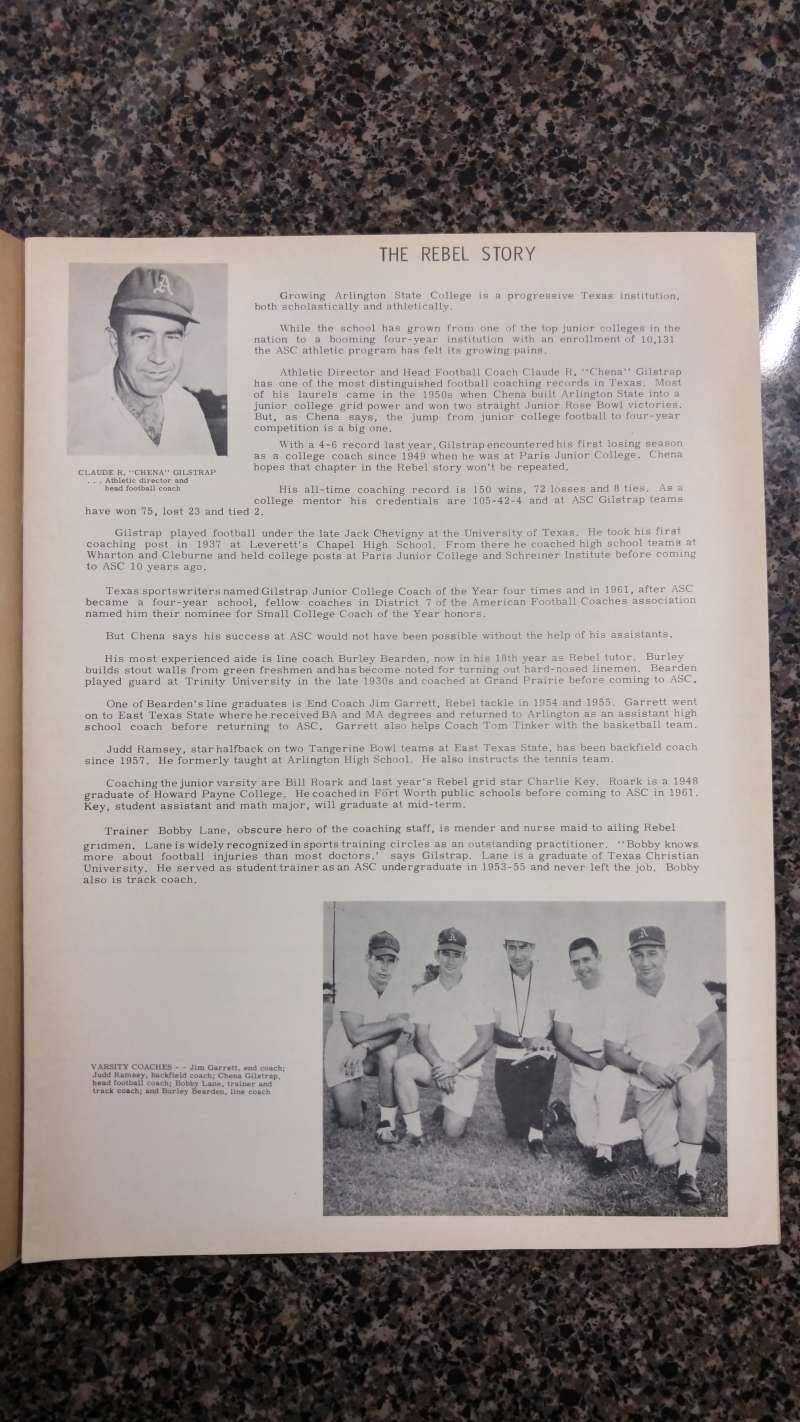 THE REBEL STORY
Growing Arlington State College is a progressive Texas institution,
both scholastically and athletically.
While the school has grown from one of the top junior colleges in the
nation to a booming four-year institution with an enrollment of 10,131
the ASC athletic program has felt its growing pains.
Athletic Director and Head Football Coach Claude R. "Chena" Gilstrap
has one of the most distinguished football coaching records in Texas. Most
of his laurels came in the 1950s when Chena built Arlington State into a
junior college grid power and won two straight Junior Rose Bowl victories.
But, as Chena says, the jump from junior college football to four-year
competition is a big one.
With a 4-6 record last year, Gilstrap encountered his first losing season
as a college coach since 1949 when he was at Paris Junior College. Chena
hopes that chapter in the Rebel story won't be repeated.
CLAUDE R. "CHENA" GILSTRAP
. . . Athletic director and
head football coach
His all-time coaching record is 150 wins, 72 losses and 8 ties. As a
college mentor his credentials are 105-42-4 and at ASC Gilstrap teams
have won 75, lost 23 and tied 2.
Gilstrap played football under the late Jack Chevigny at the University of Texas. He took his first
coaching post in 1937 at Leverett's Chapel High School. From there he coached high school teams at
Wharton and Cleburne and held college posts at Paris Junior College and Schreiner Institute before coming
to ASC 10 years ago.
Texas sportswriters named Gilstrap Junior College Coach of the Year four times and in 1961, after ASC
became a four-year school, fellow coaches in District 7 of the American Football Coaches association
named him their nominee for Small College Coach of the Year honors.
But Chena says his success at ASC would not have been possible without the help of his assistants.
His most experienced aide is line coach Burley Bearden, now in his 18th year as Rebel tutor. Burley
builds stout walls from green freshmen and has become noted for turning out hard-nosed linemen. Bearden
played guard at Trinity University in the late 1930s and coached at Grand Prairie before coming to ASC.
One of Bearden's line graduates is End Coach Jim Garrett, Rebel tackle in 1954 and 1955. Garrett went
on to East Texas State where he received BA and MA degrees and returned to Arlington as an assistant high
school coach before returning to ASC. Garrett also helps Coach Tom Tinker with the basketball team.
Judd Ramsey, star halfback on two Tangerine Bowl teams at East Texas State, has been backfield coach
since 1957. He formerly taught at Arlington High School. He also instructs the tennis team.
Coaching the junior varsity are Bill Roark and last year's Rebel grid star Charlie Key. Roark is a 1948
graduate of Howard Payne College. He coached in Fort Worth public schools before coming to ASC in 1961.
Key, student assistant and math major, will graduate at mid-term.
Trainer Bobby Lane, obscure hero of the coaching staff, is mender and nurse maid to ailing Rebel
gridmen. Lane is widely recognized in sports training circles as an outstanding practitioner. "Bobby knows
more about football injuries than most doctors.' says Gilstrap. Lane is a graduate of Texas Christian
University. He served as student trainer as an ASC undergraduate in 1953-55 and never left the job. Bobby
also is track coach.
VARSITY COACHES - - Jim Garrett, end coach;
Judd Ramsey, backfield coach; Chena Gilstrap,
head football coach; Bobby Lane, trainer and
track coach; and Burley Bearden, line coach